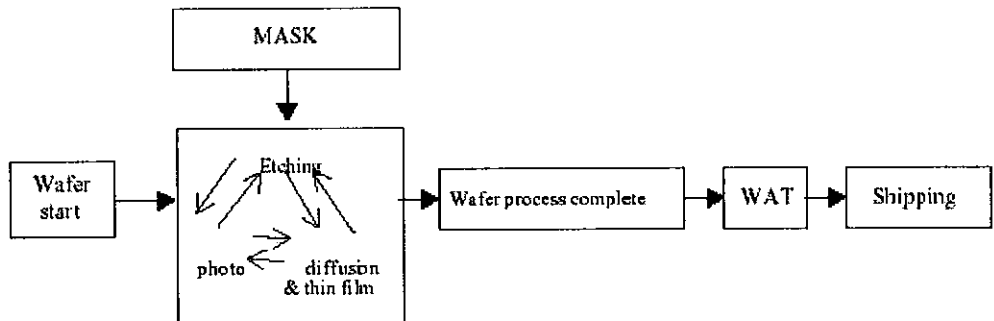 MASK
Wafer
start
Etching
photo
diffusion
& thin film
Wafer process complete
WAT
Shipping